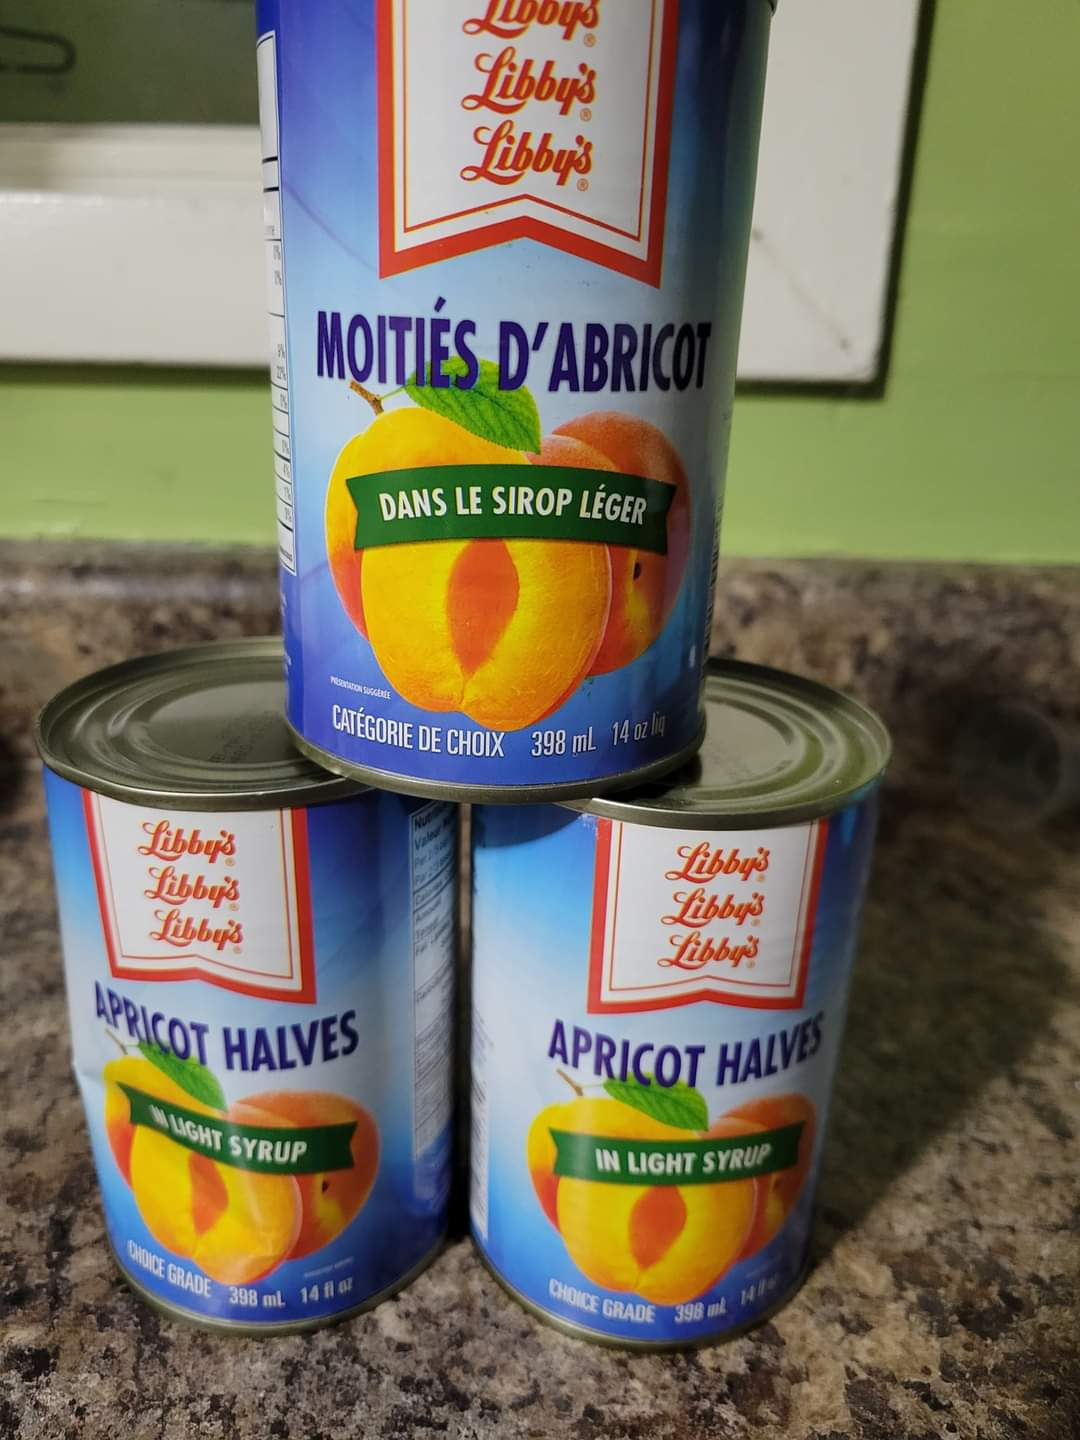 Libby's®
Libby's®
Libby's®
MOITIÉS D'ABRICOT
DANS LE SIROP LÉGER
PRÉSENTATION SUGGÉRÉE
CATÉGORIE DE CHOIX 398 mL 14 oz liq
Libby's®
Libby's®
Libby's®
APRICOT HALVES
IN LIGHT SYRUP
CHOICE GRADE 398 mL 14 fl oz
Libby's®
Libby's®
Libby's®
APRICOT HALVES
IN LIGHT SYRUP
CHOICE GRADE 398 mL 14 fl